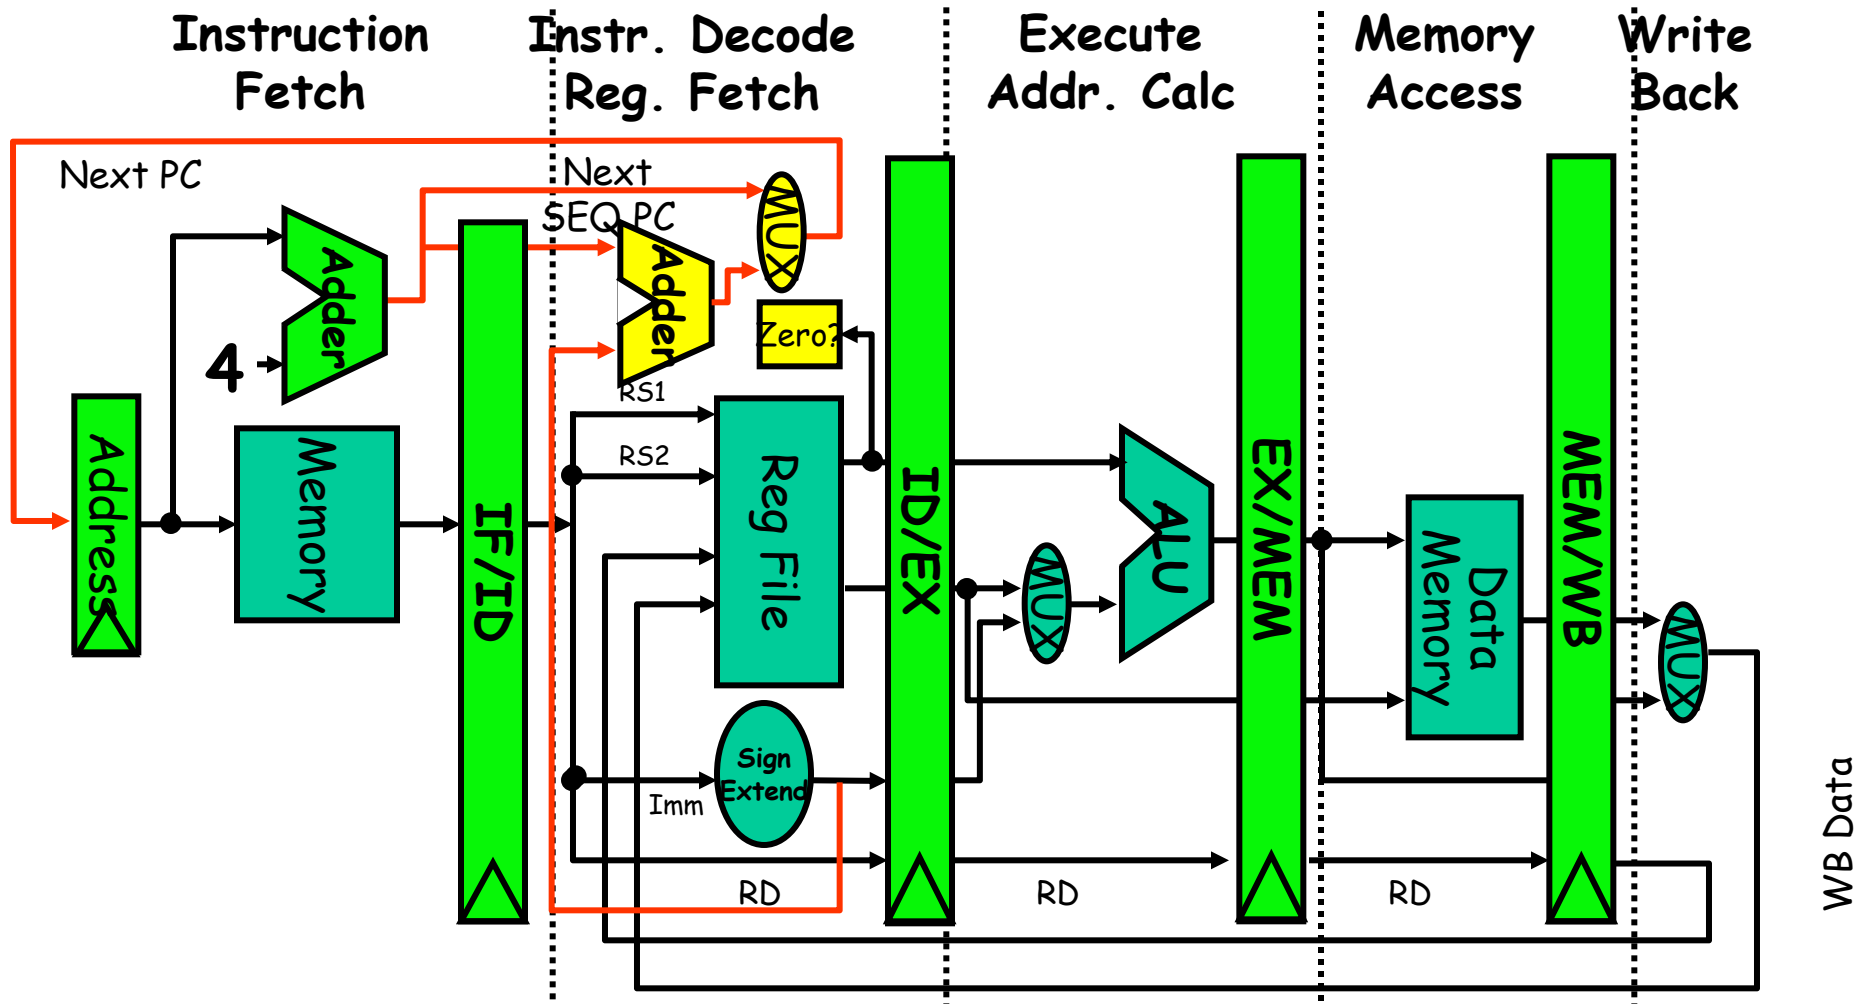 Instruction
Fetch
Instr. Decode
Reg. Fetch
Execute
Addr. Calc
Memory
Access
Write
Back
Next PC
Next
SEQ PC
MUX
Adder
Adder
Zero?
4
RS1
RS2
Address
Memory
IF/ID
Reg File
ID/EX
MUX
ALU
EX/MEM
Data
Memory
MEM/WB
MUX
Sign
Extend
Imm
RD
RD
RD
WB Data